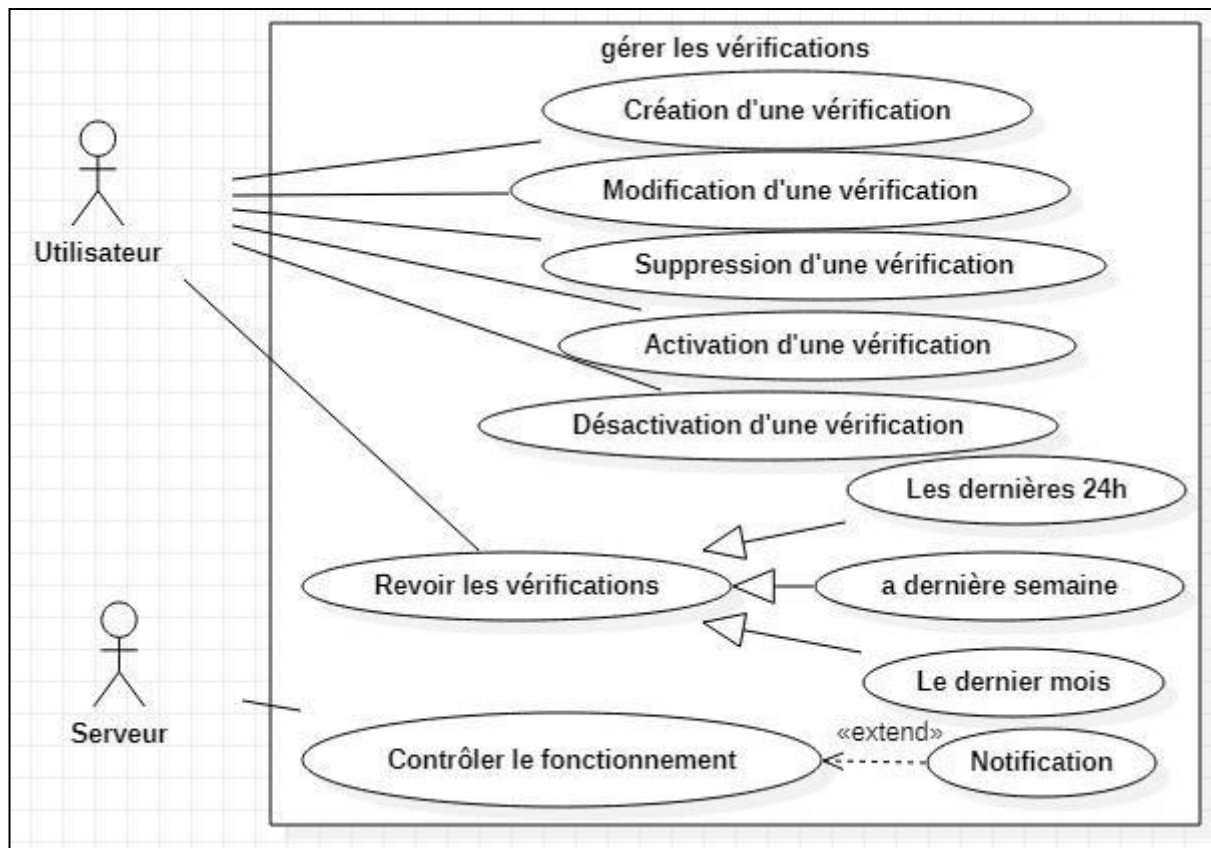 gérer les vérifications
Création d'une vérification
Modification d'une vérification
Utilisateur
Suppression d'une vérification
Activation d'une vérification
Désactivation d'une vérification
Les dernières 24h
Revoir les vérifications
a dernière semaine
Le dernier mois
Serveur
Contrôler le fonctionnement
«extend»
Notification